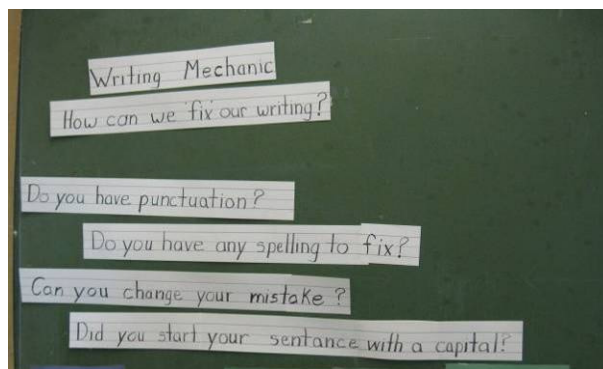 Writing Mechanic
How can we 'fix' our writing?
Do you have punctuation?
Do you have any spelling to fix?
Can you change your mistake?
Did you start your sentance with a capital?